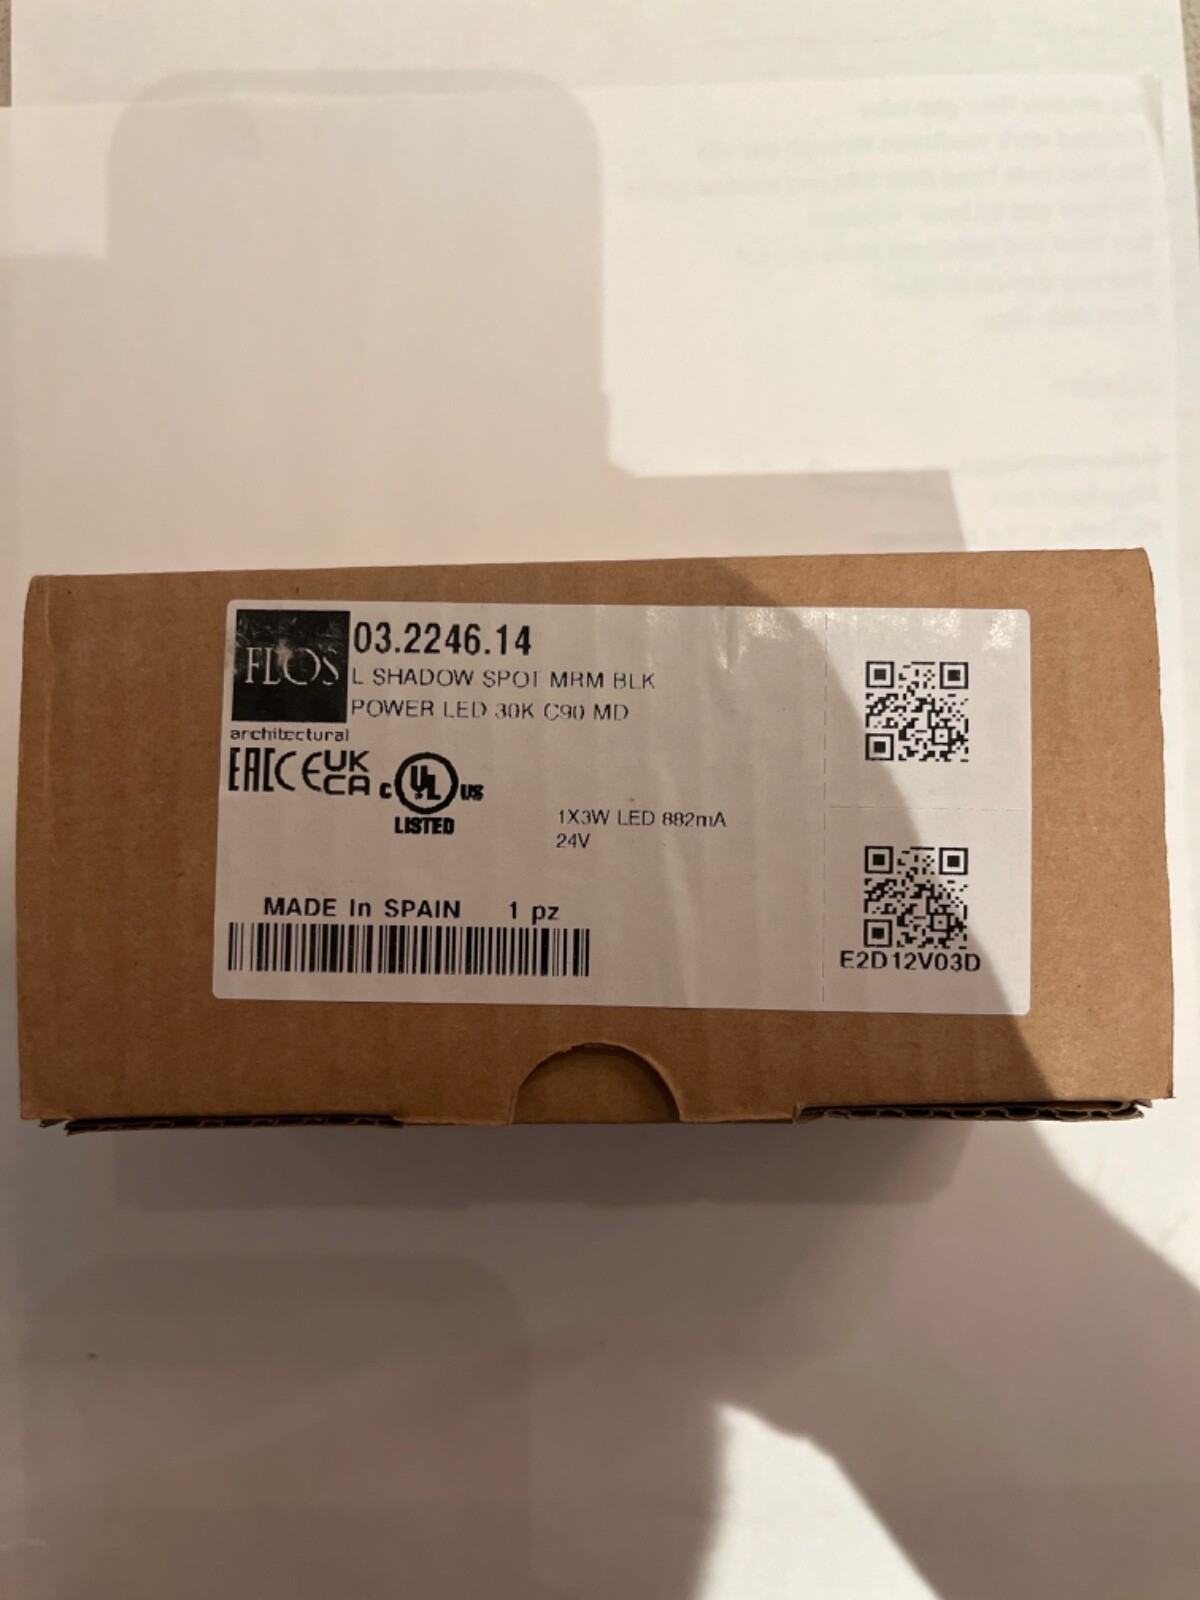 FLOS
architectural
03.2246.14
L SHADOW SPOT MRM BLK
POWER LED 30K C90 MD
EAC CE UK
CA
c UL us
LISTED
1X3W LED 882mA
24V
MADE In SPAIN 1 pz
E2D12V03D